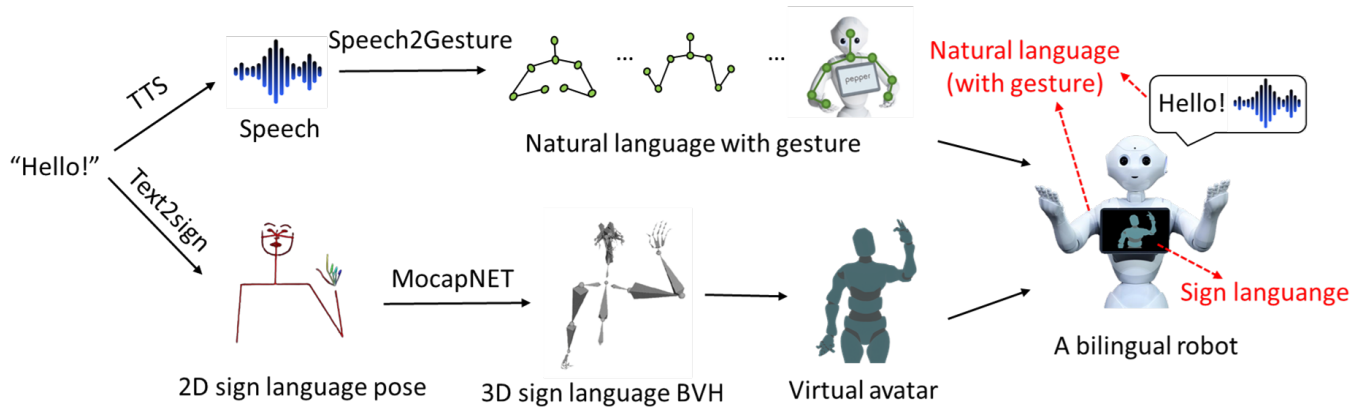 "Hello!"
TTS
Speech
Speech2Gesture
...
...
pepper
Natural language with gesture
Text2sign
2D sign language pose
MocapNET
3D sign language BVH
Virtual avatar
Natural language
(with gesture)
Hello!
Sign languange
A bilingual robot